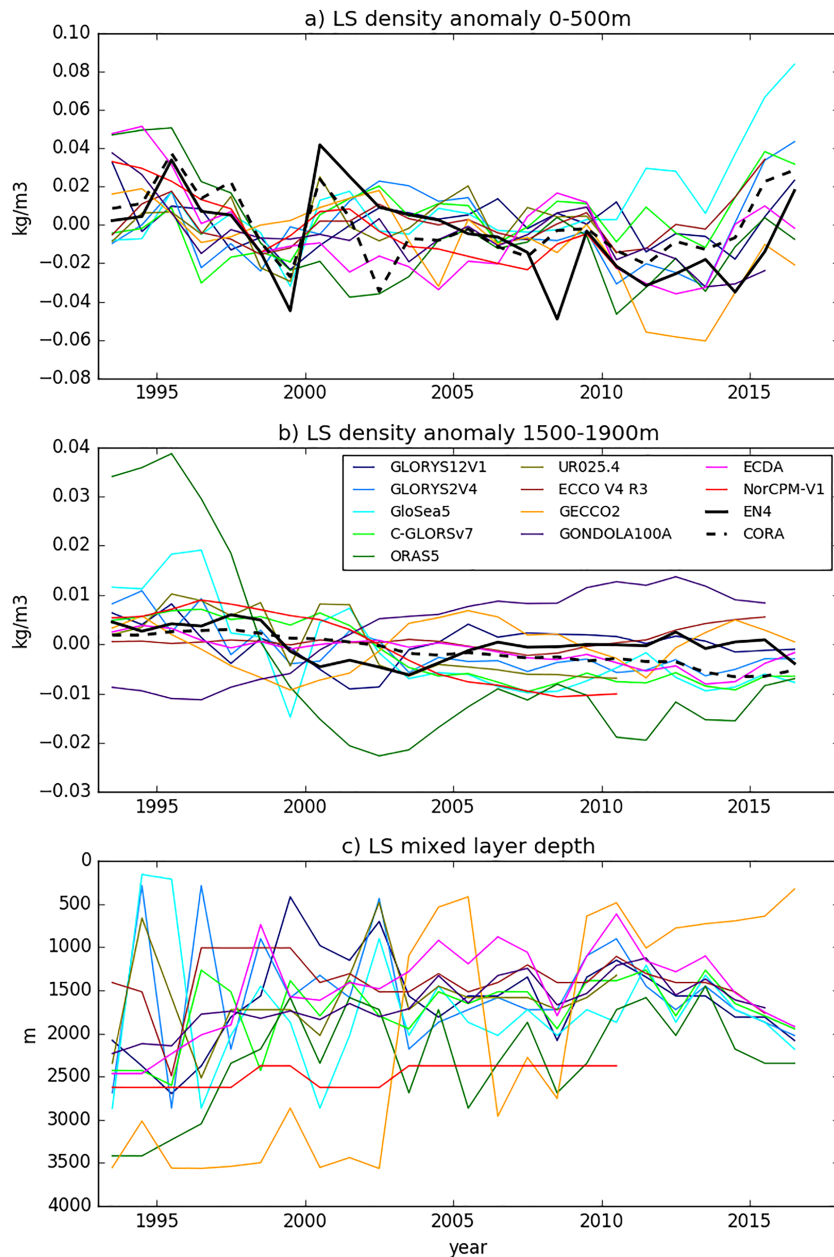 a) LS density anomaly 0-500m
0.10
0.08
0.06
0.04
0.02
0.00
−0.02
−0.04
−0.06
−0.08
kg/m3
1995 2000 2005 2010 2015
b) LS density anomaly 1500-1900m
0.04
0.03
0.02
0.01
0.00
−0.01
−0.02
−0.03
kg/m3
GLORYS12V1 UR025.4 ECDA
GLORYS2V4 ECCO V4 R3 NorCPM-V1
GloSea5 GECCO2 EN4
C-GLORSv7 GONDOLA100A CORA
ORAS5
1995 2000 2005 2010 2015
c) LS mixed layer depth
0
500
1000
1500
2000
2500
3000
3500
4000
m
1995 2000 2005 2010 2015
year